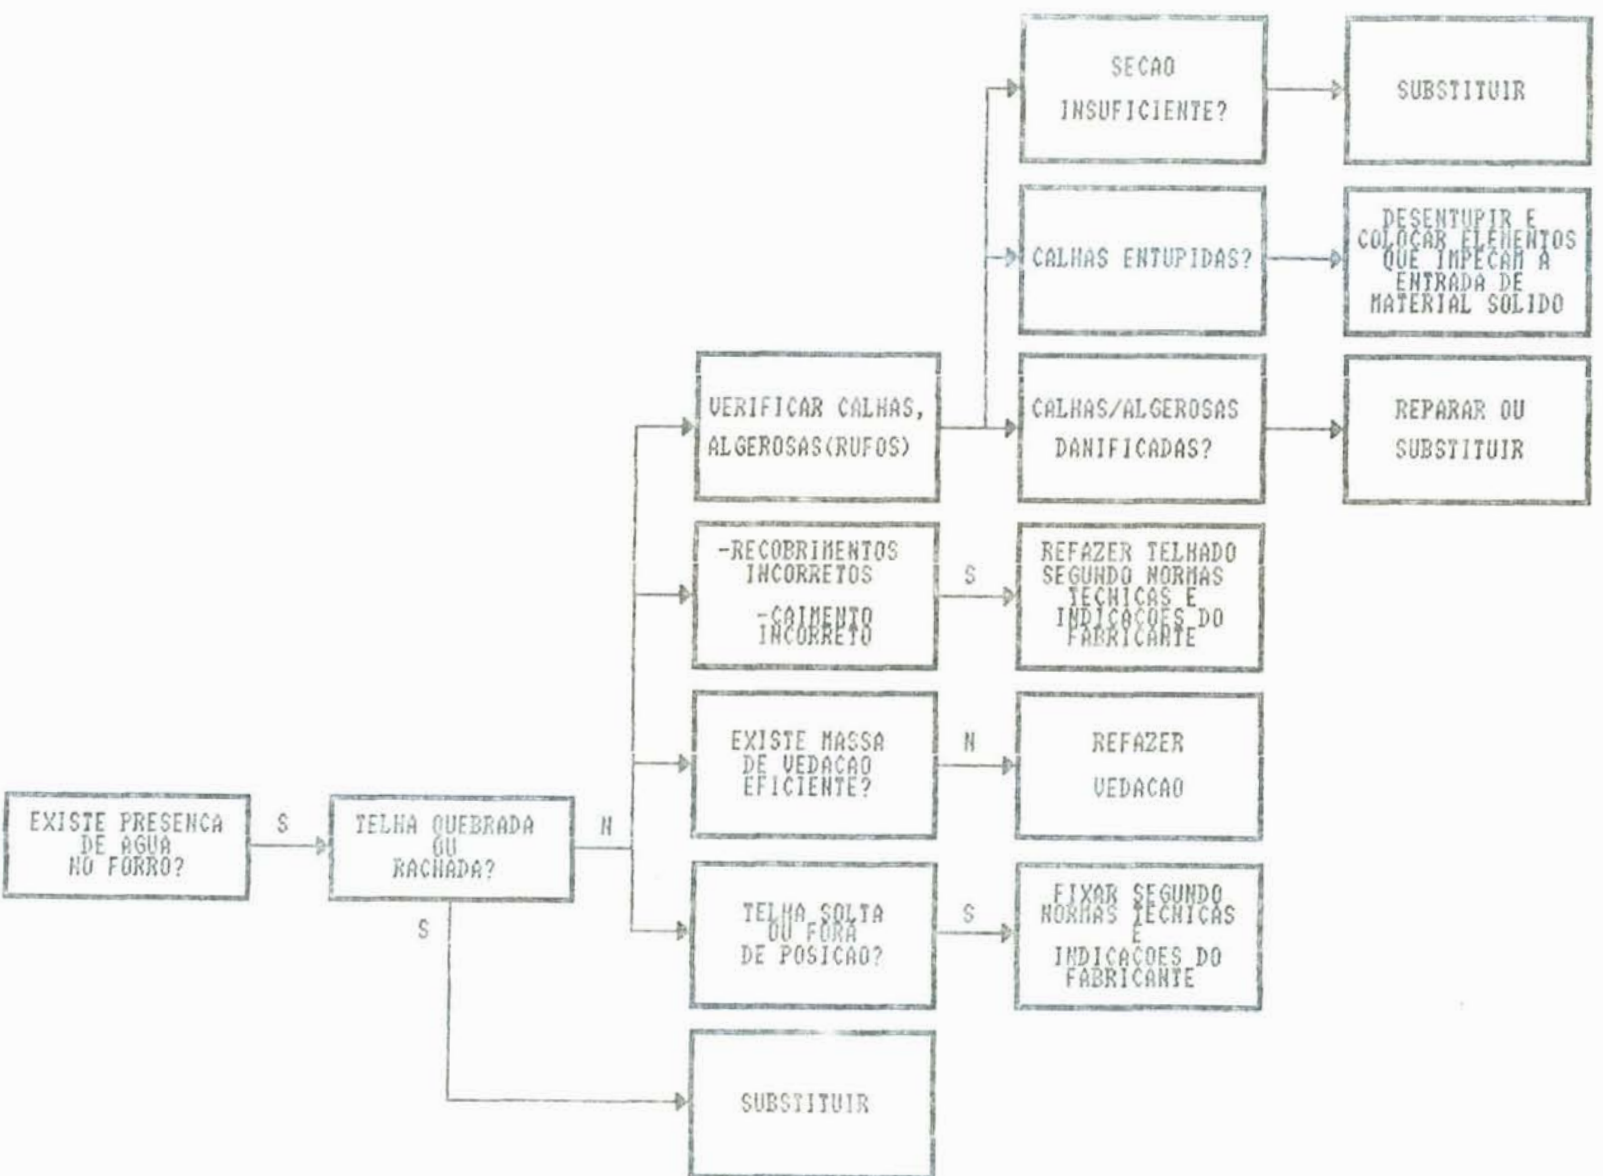 SECAO
INSUFICIENTE?
SUBSTITUIR
CALHAS ENTUPIDAS?
DESENTUPIR E
COLOCAR ELEMENTOS
QUE IMPECAM A
ENTRADA DE
MATERIAL SOLIDO
VERIFICAR CALHAS,
ALGEROSAS(RUFOS)
CALHAS/ALGEROSAS
DANIFICADAS?
REPARAR OU
SUBSTITUIR
-RECOBRIMENTOS
INCORRETOS
-CAIMENTO
INCORRETO
S
REFAZER TELHADO
SEGUNDO NORMAS
TECNICAS E
INDICACOES DO
FABRICANTE
EXISTE MASSA
DE VEDACAO
EFICIENTE?
N
REFAZER
VEDACAO
EXISTE PRESENCA
DE AGUA
NO FORRO?
S
TELHA QUEBRADA
OU
RACHADA?
N
S
TELHA SOLTA
OU FORA
DE POSICAO?
S
FIXAR SEGUNDO
NORMAS TECNICAS
E
INDICACOES DO
FABRICANTE
SUBSTITUIR